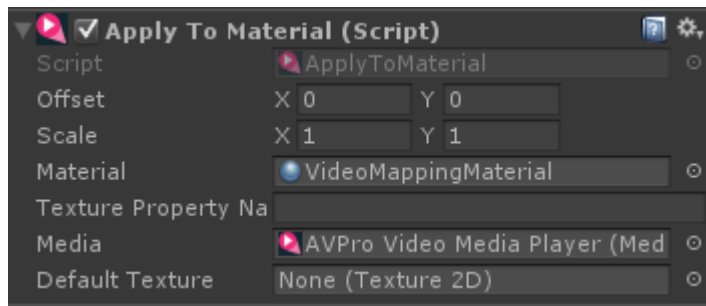 Apply To Material (Script)
Script ApplyToMaterial
Offset X 0 Y 0
Scale X 1 Y 1
Material VideoMappingMaterial
Texture Property Na
Media AVPro Video Media Player (Med
Default Texture None (Texture 2D)